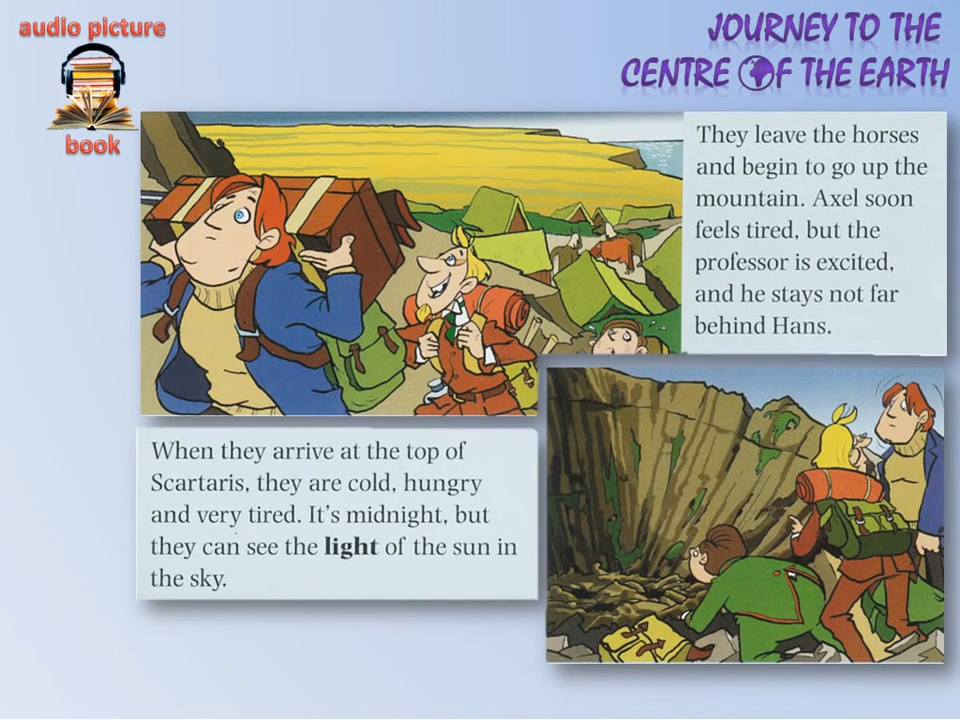 audio picture
book
JOURNEY TO THE
CENTRE OF THE EARTH
They leave the horses
and begin to go up the
mountain. Axel soon
feels tired, but the
professor is excited,
and he stays not far
behind Hans.
When they arrive at the top of
Scartaris, they are cold, hungry
and very tired. It's midnight, but
they can see the light of the sun in
the sky.